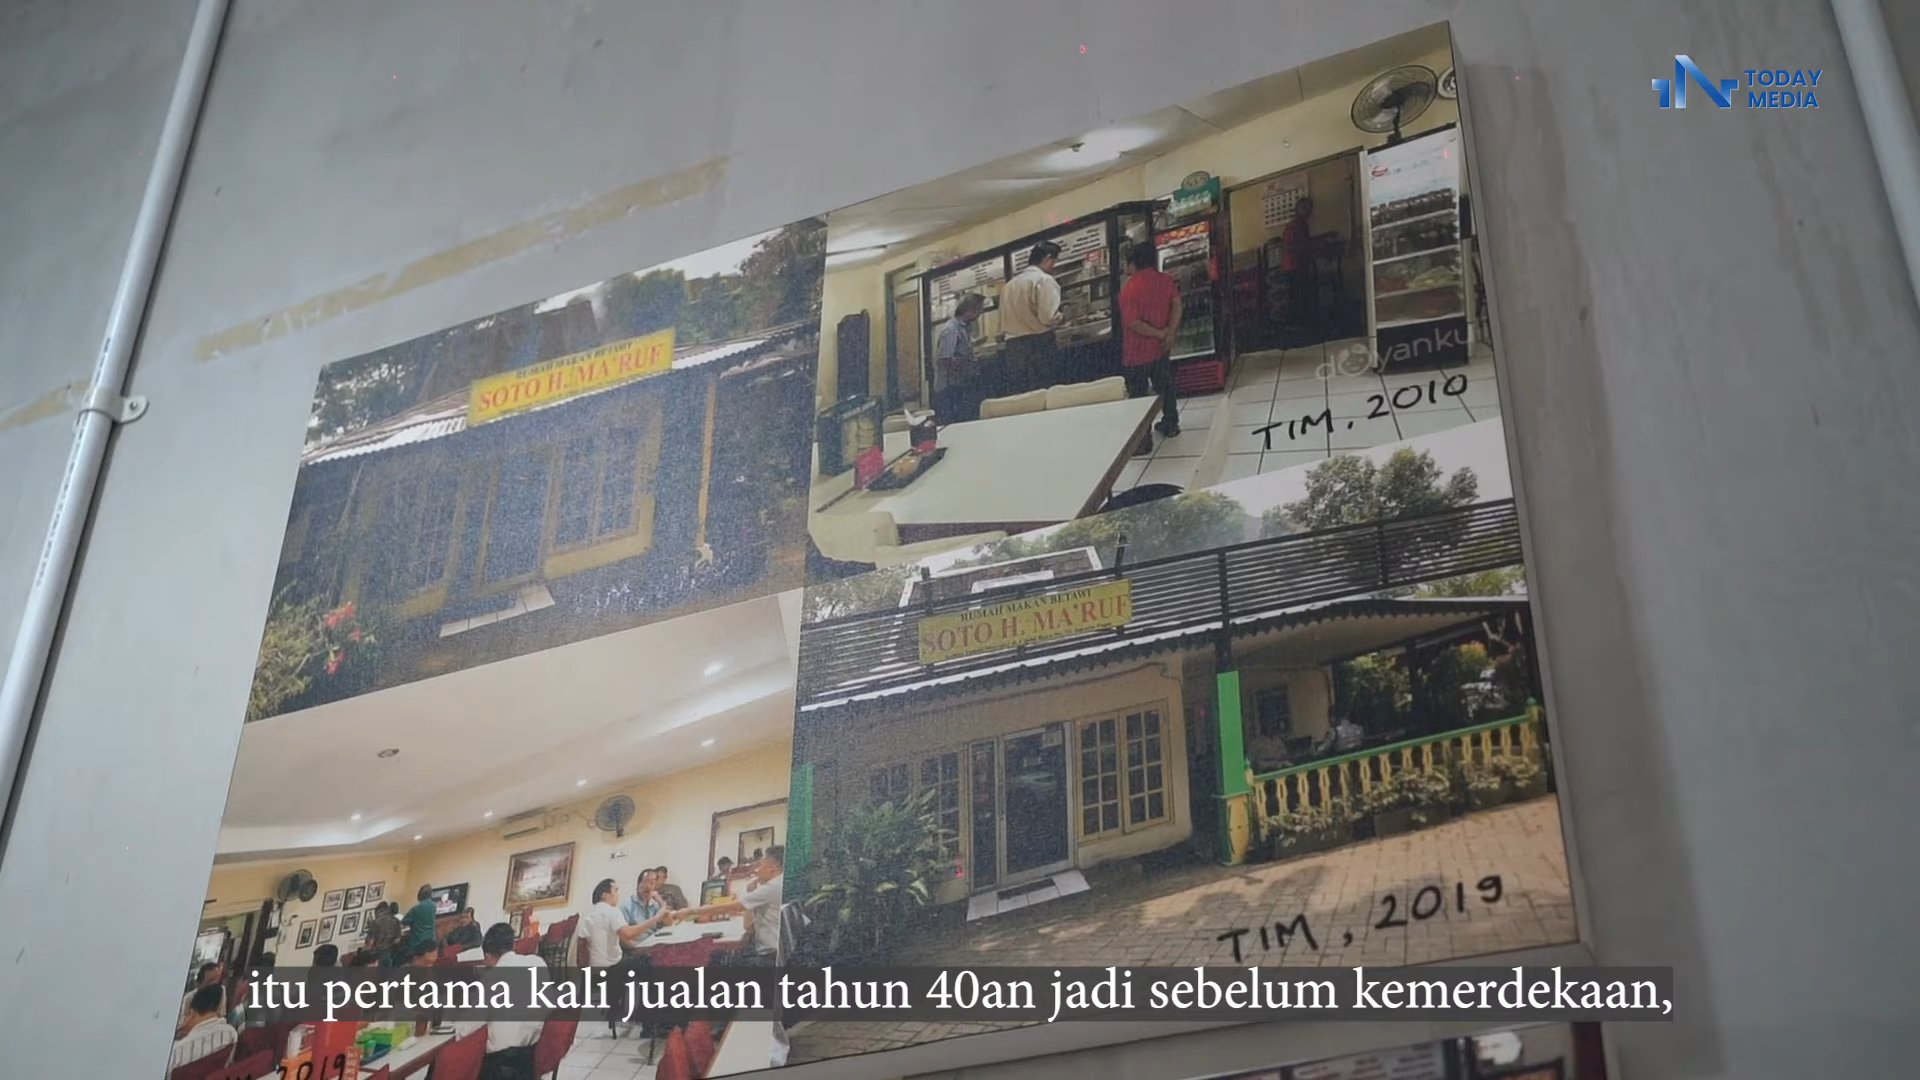 TODAY
MEDIA
RUMAH MAKAN BETAWI
SOTO H. MA'RUF
doyanku
TIM, 2010
RUMAH MAKAN BETAWI
SOTO H. MA'RUF
TIM, 2019
2019
itu pertama kali jualan tahun 40an jadi sebelum kemerdekaan,